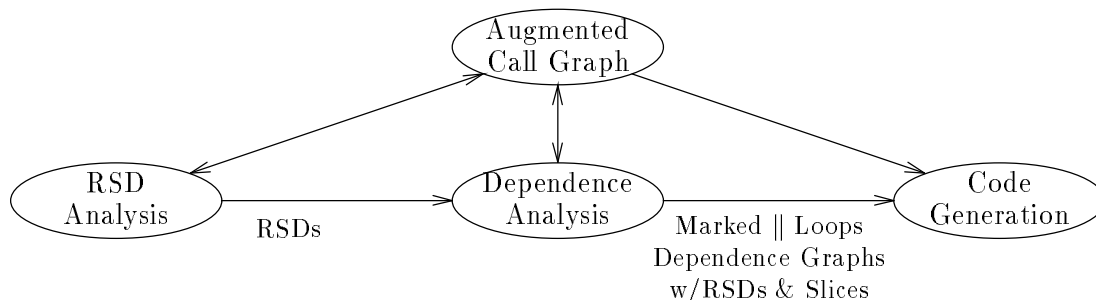 Augmented
Call Graph
RSD
Analysis
Dependence
Analysis
Code
Generation
RSDs
Marked || Loops
Dependence Graphs
w/RSDs & Slices